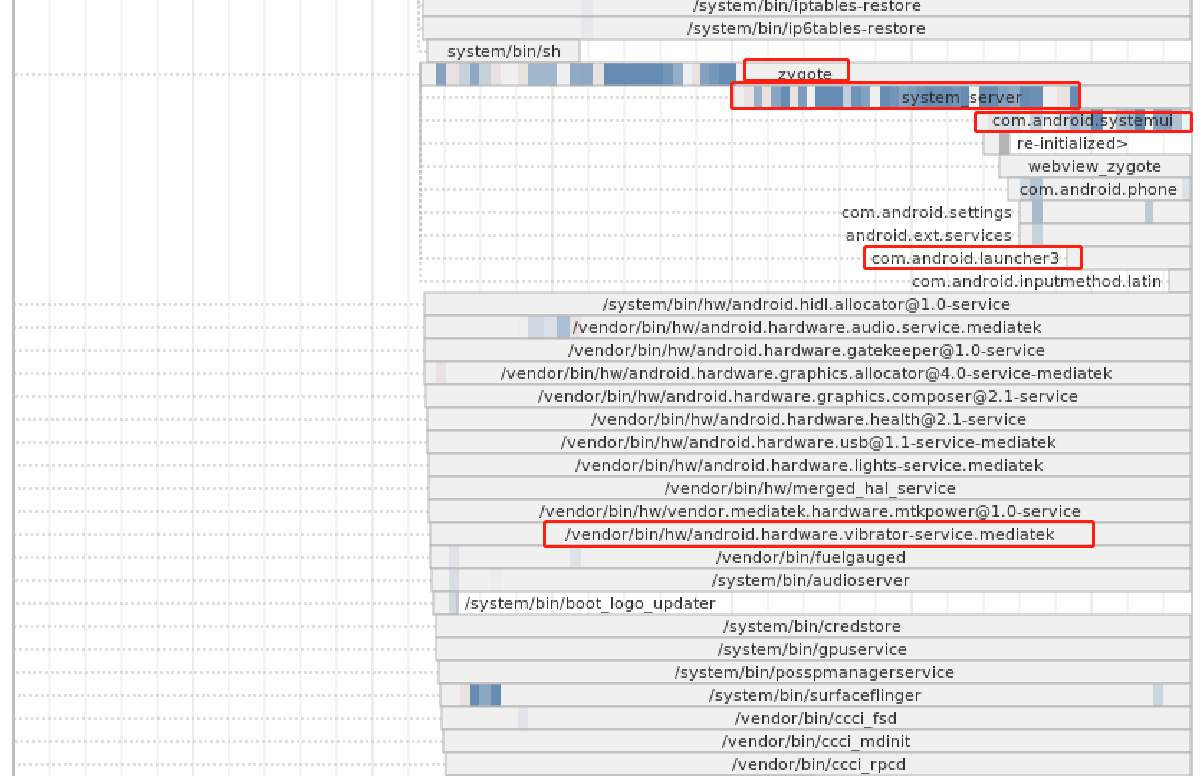 /system/bin/iptables-restore
/system/bin/ip6tables-restore
system/bin/sh
zygote
system_server
com.android.systemui
re-initialized>
webview_zygote
com.android.phone
om.android.settings
android.ext.services
com.android.launcher3
com.android.inputmethod.latin
/system/bin/hw/android.hidl.allocator@1.0-service
/vendor/bin/hw/android.hardware.audio.service.mediatek
/vendor/bin/hw/android.hardware.gatekeeper@1.0-service
/vendor/bin/hw/android.hardware.graphics.allocator@4.0-service-mediatek
/vendor/bin/hw/android.hardware.graphics.composer@2.1-service
/vendor/bin/hw/android.hardware.health@2.1-service
/vendor/bin/hw/android.hardware.usb@1.1-service-mediatek
/vendor/bin/hw/android.hardware.lights-service.mediatek
/vendor/bin/hw/merged_hal_service
/vendor/bin/hw/vendor.mediatek.hardware.mtkpower@1.0-service
/vendor/bin/hw/android.hardware.vibrator-service.mediatek
/vendor/bin/fuelgauged
/system/bin/audioserver
/system/bin/boot_logo_updater
/system/bin/credstore
/system/bin/gpuservice
/system/bin/posspmanagerservice
/system/bin/surfaceflinger
/vendor/bin/ccci_fsd
/vendor/bin/ccci_mdinit
/vendor/bin/ccci_rpcd